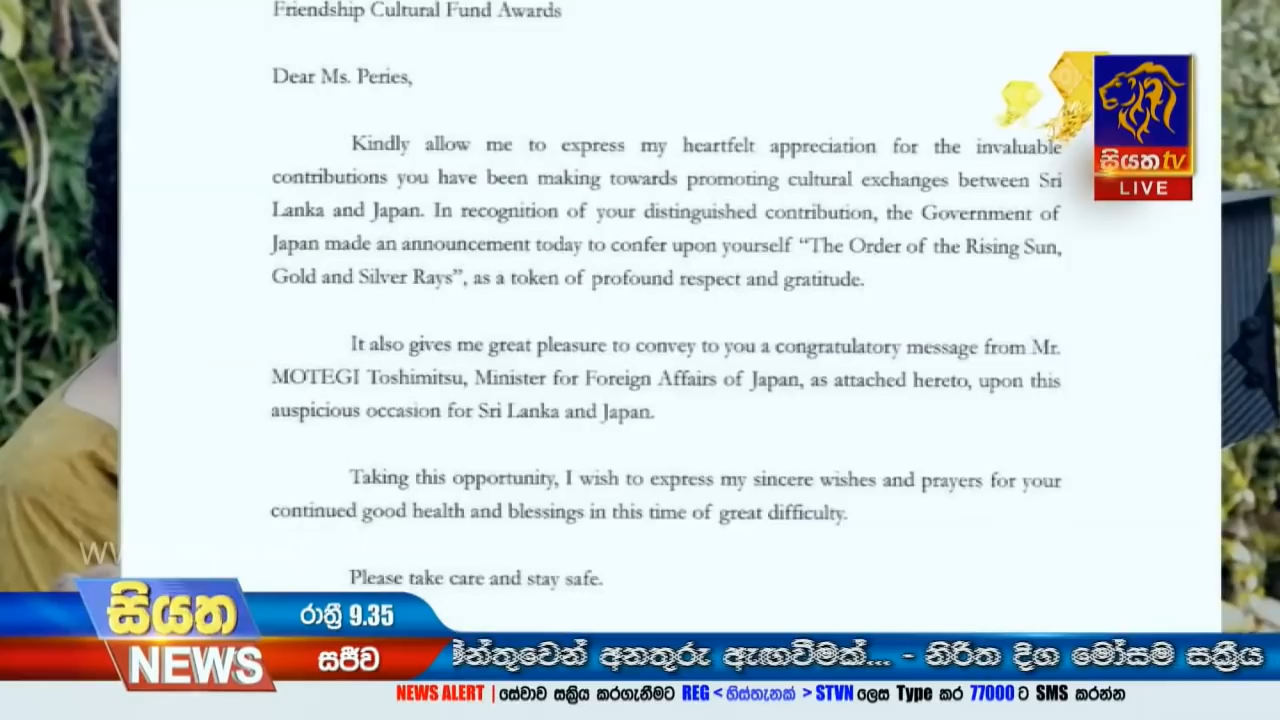 Friendship Cultural Fund Awards
Dear Ms. Peries,
Kindly allow me to express my heartfelt appreciation for the invaluable
contributions you have been making towards promoting cultural exchanges between Sri
Lanka and Japan. In recognition of your distinguished contribution, the Government of
Japan made an announcement today to confer upon yourself “The Order of the Rising Sun,
Gold and Silver Rays”, as a token of profound respect and gratitude.
It also gives me great pleasure to convey to you a congratulatory message from Mr.
MOTEGI Toshimitsu, Minister for Foreign Affairs of Japan, as attached hereto, upon this
auspicious occasion for Sri Lanka and Japan.
Taking this opportunity, I wish to express my sincere wishes and prayers for your
continued good health and blessings in this time of great difficulty.
Please take care and stay safe.
සියත tv
LIVE
සියත
NEWS
රාත්‍රී 9.35
සජීව
අනතුරු ඇඟවීමක්... - නිරිත දිග මෝසම සක්‍රීය
NEWS ALERT | සේවාව සක්‍රිය කරගැනීමට REG < හිස්තැනක් > STVN ලෙස Type කර 77000 ට SMS කරන්න